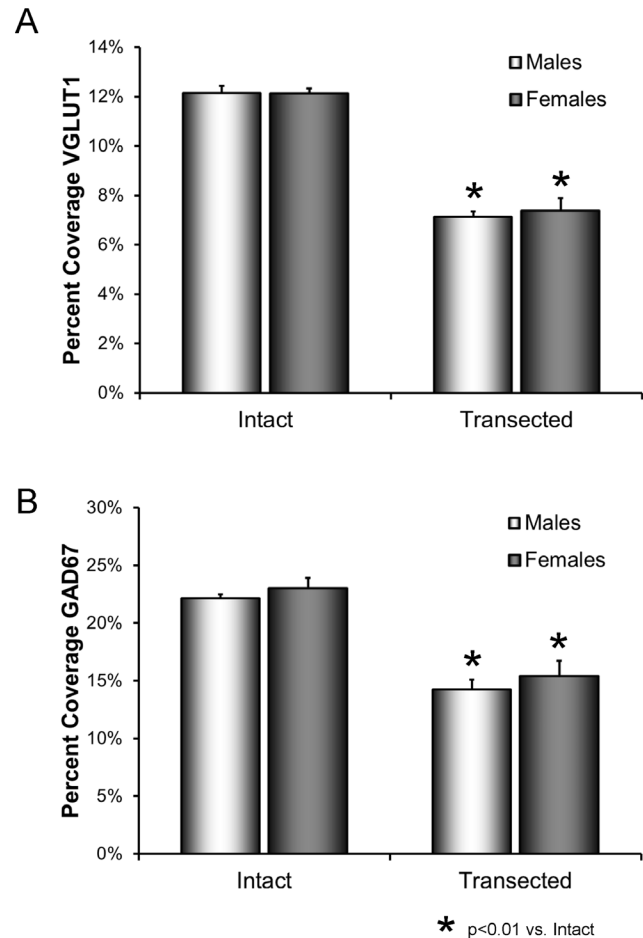 A
14%
12%
10%
8%
6%
4%
2%
0%
Percent Coverage VGLUT1
Males
Females
*
*
Intact
Transected
B
30%
25%
20%
15%
10%
5%
0%
Percent Coverage GAD67
Males
Females
*
*
Intact
Transected
* p<0.01 vs. Intact